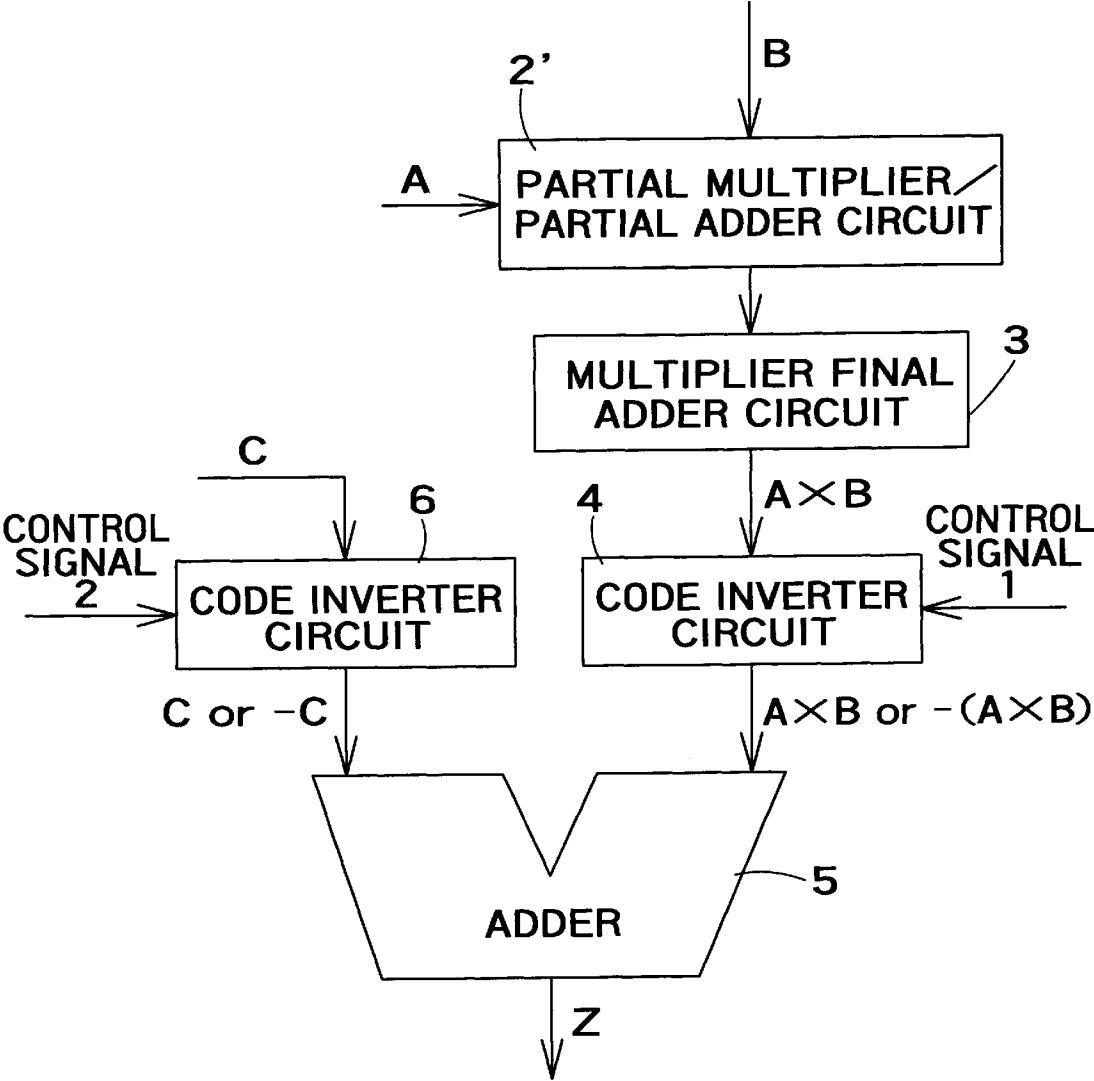 B
2'
A
PARTIAL MULTIPLIER/
PARTIAL ADDER CIRCUIT
3
MULTIPLIER FINAL
ADDER CIRCUIT
C
A×B
6
4
CONTROL
SIGNAL
2
CONTROL
SIGNAL
1
CODE INVERTER
CIRCUIT
CODE INVERTER
CIRCUIT
C or -C
A×B or -(A×B)
5
ADDER
Z